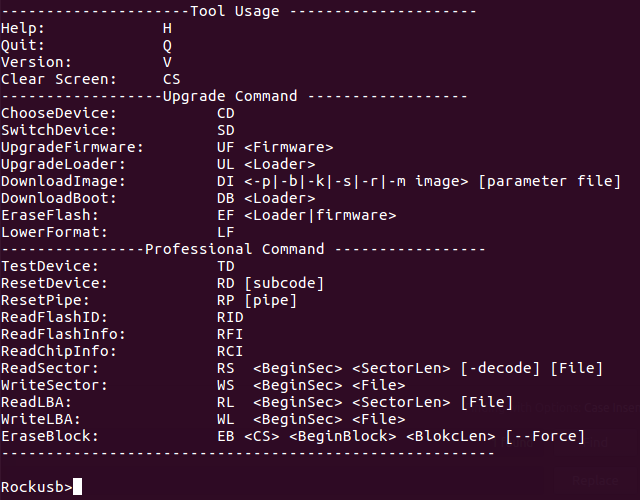 ---------------------Tool Usage ---------------------
Help:             H
Quit:             Q
Version:          V
Clear Screen:     CS
------------------Upgrade Command ------------------
ChooseDevice:           CD
SwitchDevice:           SD
UpgradeFirmware:        UF <Firmware>
UpgradeLoader:          UL <Loader>
DownloadImage:          DI <-p|-b|-k|-s|-r|-m image> [parameter file]
DownloadBoot:           DB <Loader>
EraseFlash:             EF <Loader|firmware>
LowerFormat:            LF
----------------Professional Command -----------------
TestDevice:             TD
ResetDevice:            RD [subcode]
ResetPipe:              RP [pipe]
ReadFlashID:            RID
ReadFlashInfo:          RFI
ReadChipInfo:           RCI
ReadSector:             RS  <BeginSec> <SectorLen> [-decode] [File]
WriteSector:            WS  <BeginSec> <File>
ReadLBA:                RL  <BeginSec> <SectorLen> [File]
WriteLBA:               WL  <BeginSec> <File>
EraseBlock:             EB <CS> <BeginBlock> <BlokcLen> [--Force]
-------------------------------------------------------
Rockusb>